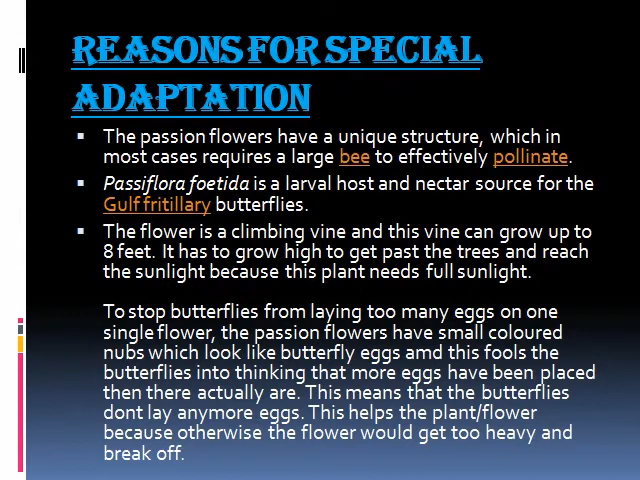 REASONS FOR SPECIAL
ADAPTATION
The passion flowers have a unique structure, which in
most cases requires a large bee to effectively pollinate.
Passiflora foetida is a larval host and nectar source for the
Gulf fritillary butterflies.
The flower is a climbing vine and this vine can grow up to
8 feet. It has to grow high to get past the trees and reach
the sunlight because this plant needs full sunlight.
To stop butterflies from laying too many eggs on one
single flower, the passion flowers have small coloured
nubs which look like butterfly eggs amd this fools the
butterflies into thinking that more eggs have been placed
then there actually are. This means that the butterflies
dont lay anymore eggs. This helps the plant/flower
because otherwise the flower would get too heavy and
break off.